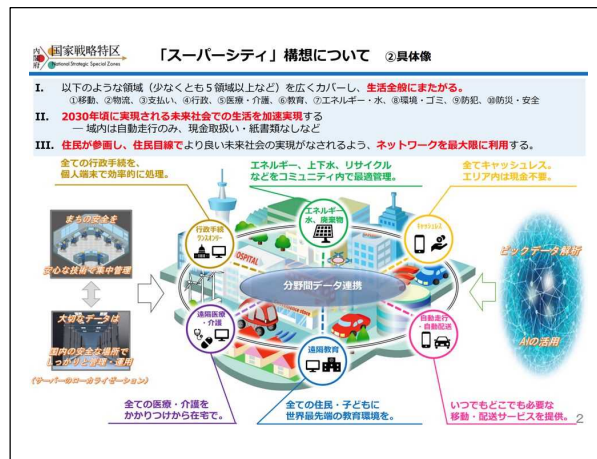 内閣府
国家戦略特区
National Strategic Special Zones
「スーパーシティ」構想について ②具体像
I. 以下のような領域（少なくとも５領域以上など）を広くカバーし、生活全般にまたがる。
①移動、②物流、③支払い、④行政、⑤医療・介護、⑥教育、⑦エネルギー・水、⑧環境・ゴミ、⑨防犯、⑩防災・安全
II. 2030年頃に実現される未来社会での生活を加速実現する
― 域内は自動走行のみ、現金取扱い・紙書類なしなど
III. 住民が参画し、住民目線でより良い未来社会の実現がなされるよう、ネットワークを最大限に利用する。
全ての行政手続を、
個人端末で効率的に処理。
エネルギー、上下水、リサイクル
などをコミュニティ内で最適管理。
全てキャッシュレス。
エリア内は現金不要。
まちの安全を
安心な技術で集中管理
行政手続
ワンスオンリー
エネルギー
水、廃棄物
キャッシュレス
HOSPITAL
分野間データ連携
ビックデータ解析
AIの活用
大切なデータは
国内の安全な場所で
しっかりと管理・運用
(サーバーのローカライゼーション)
遠隔医療
・介護
遠隔教育
自動走行
・自動配送
全ての医療・介護を
かかりつけから在宅で。
全ての住民・子どもに
世界最先端の教育環境を。
いつでもどこでも必要な
移動・配送サービスを提供。
2